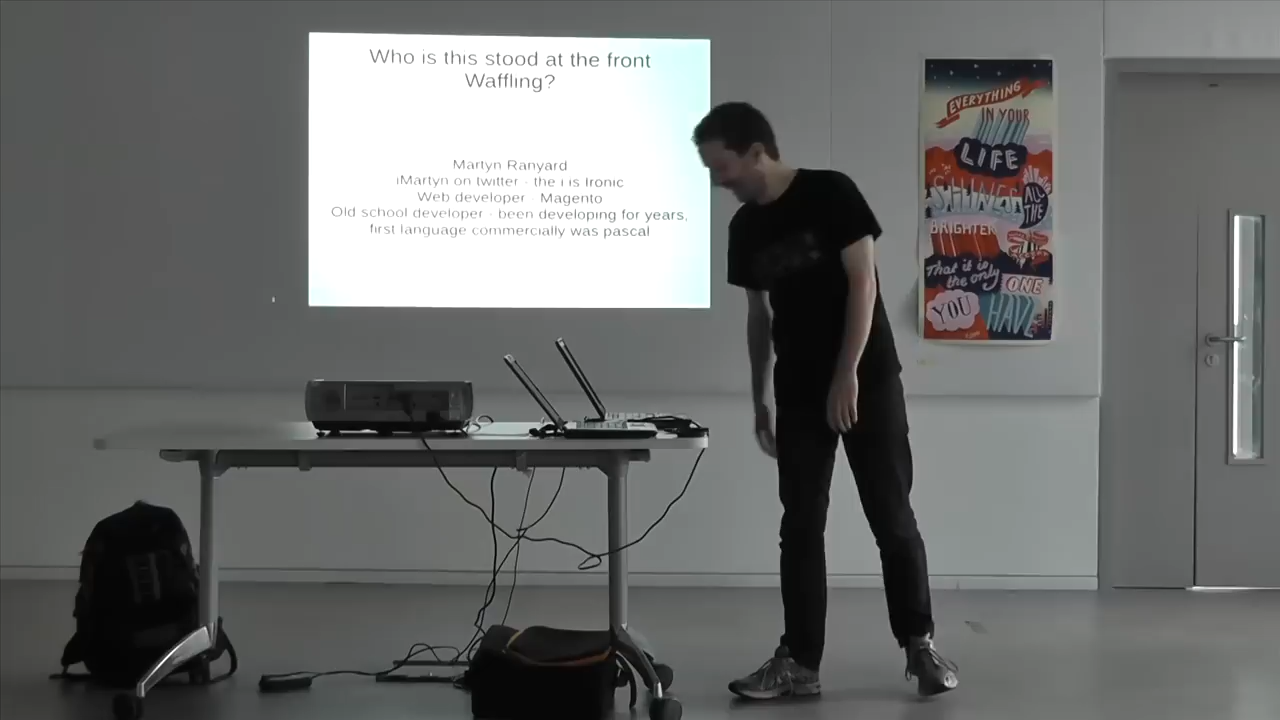 Who is this stood at the front
Waffling?
Martyn Ranyard
iMartyn on twitter - the i is Ironic
Web developer - Magento
Old school developer - been developing for years,
first language commercially was pascal
EVERYTHING
IN YOUR
LIFE
SHINES
ALL
THE
BRIGHTER
That it is
the only
ONE
YOU
HAVE